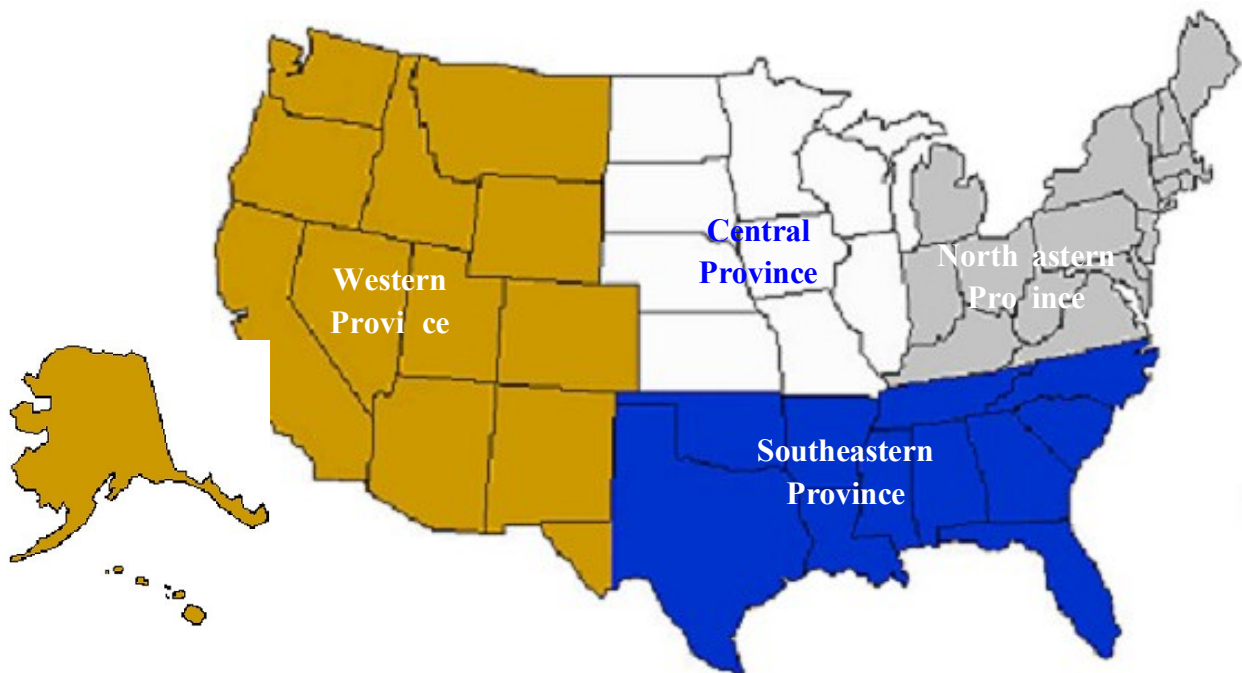 Central
Province
Western
Provi ce
North astern
Pro ince
Southeastern
Province